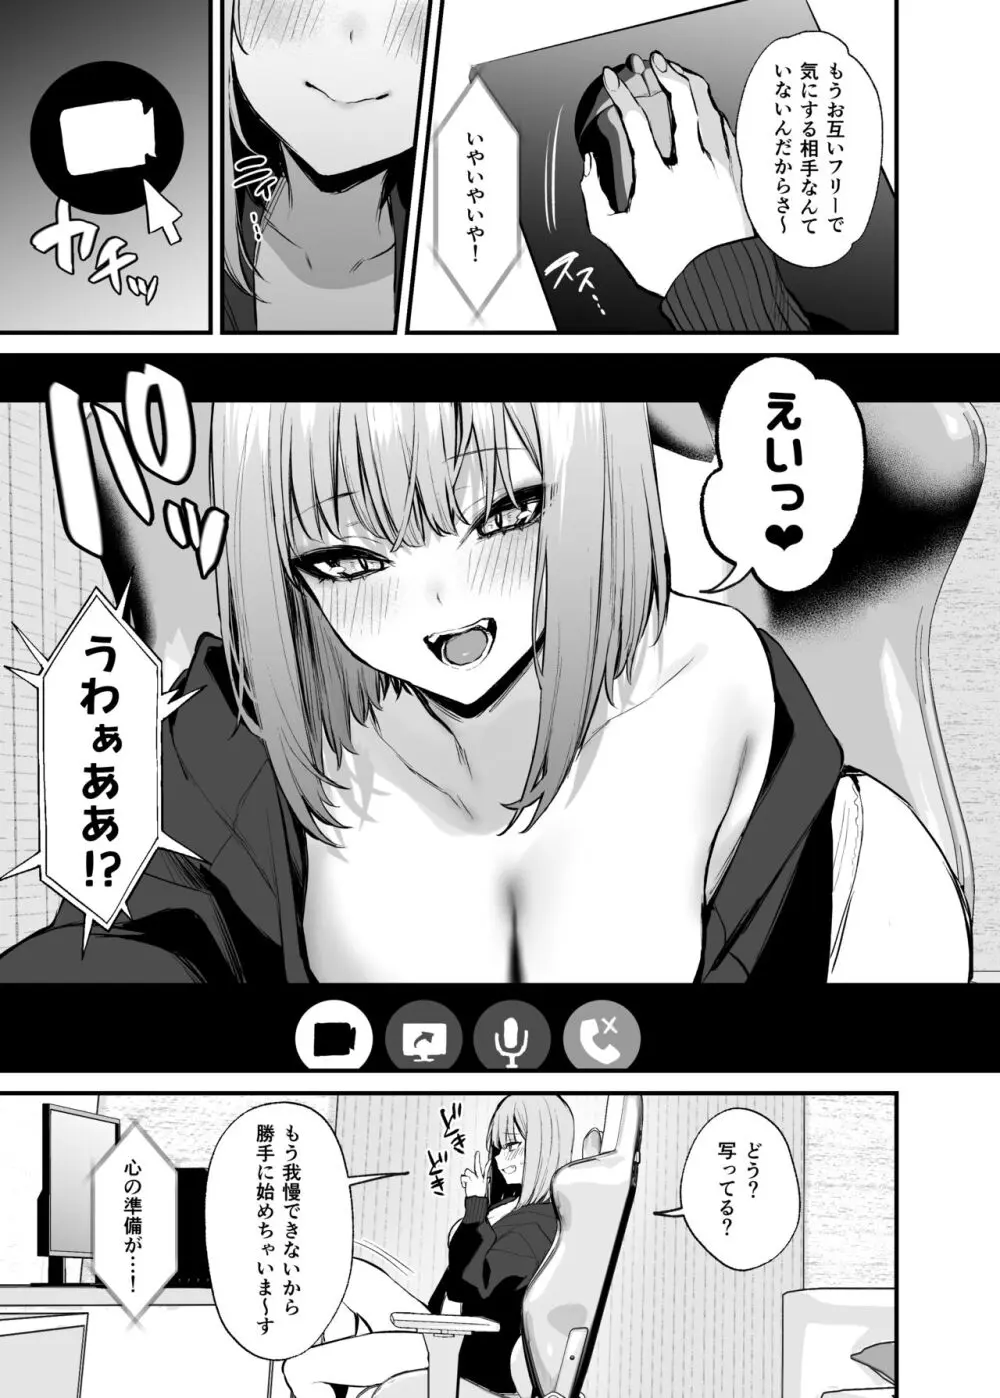 もうお互いフリーで
気にする相手なんて
いないんだからさ～
スス…
いやいやいや！
ニィ…
カチッ
えいっ♥
パッ
うわぁああ!?
どう？
写ってる？
どきどき
もう我慢できないから
勝手に始めちゃいま～す
心の準備が…！